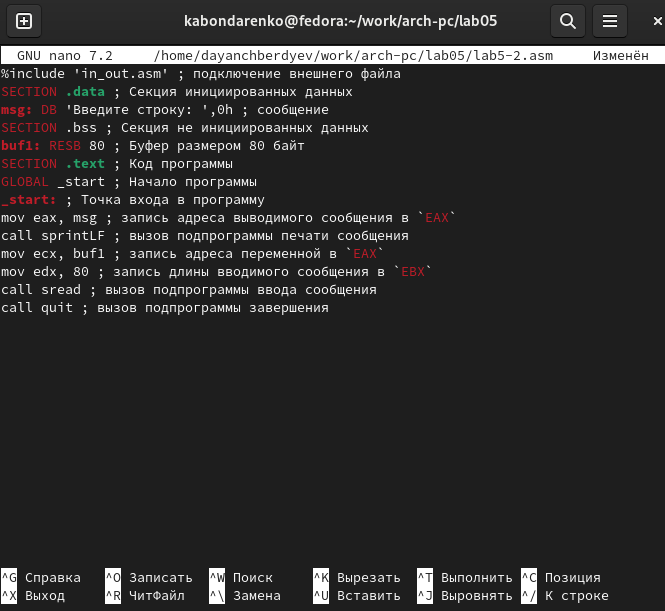 kabondarenko@fedora:~/work/arch-pc/lab05
GNU nano 7.2 /home/dayanchberdyev/work/arch-pc/lab05/lab5-2.asm Изменён
%include 'in_out.asm' ; подключение внешнего файла
SECTION .data ; Секция инициированных данных
msg: DB 'Введите строку: ',0h ; сообщение
SECTION .bss ; Секция не инициированных данных
buf1: RESB 80 ; Буфер размером 80 байт
SECTION .text ; Код программы
GLOBAL _start ; Начало программы
_start: ; Точка входа в программу
mov eax, msg ; запись адреса выводимого сообщения в `EAX`
call sprintLF ; вызов подпрограммы печати сообщения
mov ecx, buf1 ; запись адреса переменной в `EAX`
mov edx, 80 ; запись длины вводимого сообщения в `EBX`
call sread ; вызов подпрограммы ввода сообщения
call quit ; вызов подпрограммы завершения
^G Справка ^O Записать ^W Поиск ^K Вырезать ^T Выполнить ^C Позиция
^X Выход ^R ЧитФайл ^\ Замена ^U Вставить ^J Выровнять ^/ К строке